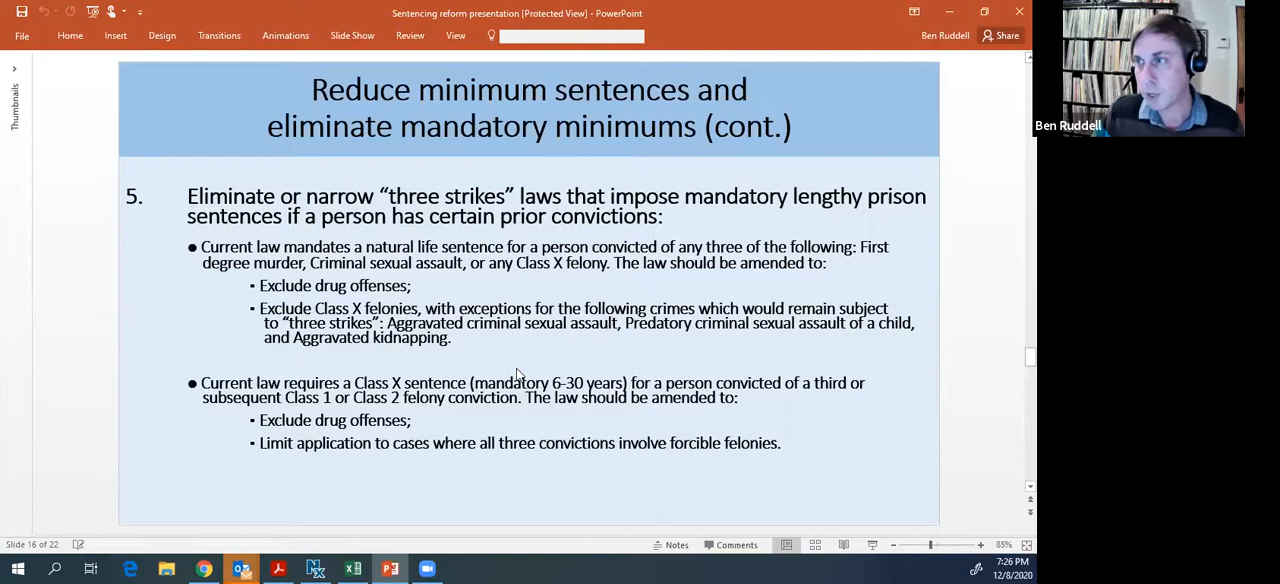 Sentencing reform presentation [Protected View] - PowerPoint
File Home Insert Design Transitions Animations Slide Show Review View Ben Ruddell Share
Thumbnails
Reduce minimum sentences and
eliminate mandatory minimums (cont.)
5. Eliminate or narrow “three strikes” laws that impose mandatory lengthy prison
sentences if a person has certain prior convictions:
● Current law mandates a natural life sentence for a person convicted of any three of the following: First
degree murder, Criminal sexual assault, or any Class X felony. The law should be amended to:
▪ Exclude drug offenses;
▪ Exclude Class X felonies, with exceptions for the following crimes which would remain subject
to “three strikes”: Aggravated criminal sexual assault, Predatory criminal sexual assault of a child,
and Aggravated kidnapping.
● Current law requires a Class X sentence (mandatory 6-30 years) for a person convicted of a third or
subsequent Class 1 or Class 2 felony conviction. The law should be amended to:
▪ Exclude drug offenses;
▪ Limit application to cases where all three convictions involve forcible felonies.
Ben Ruddell
Slide 16 of 22 Notes Comments 85%
7:26 PM
12/8/2020